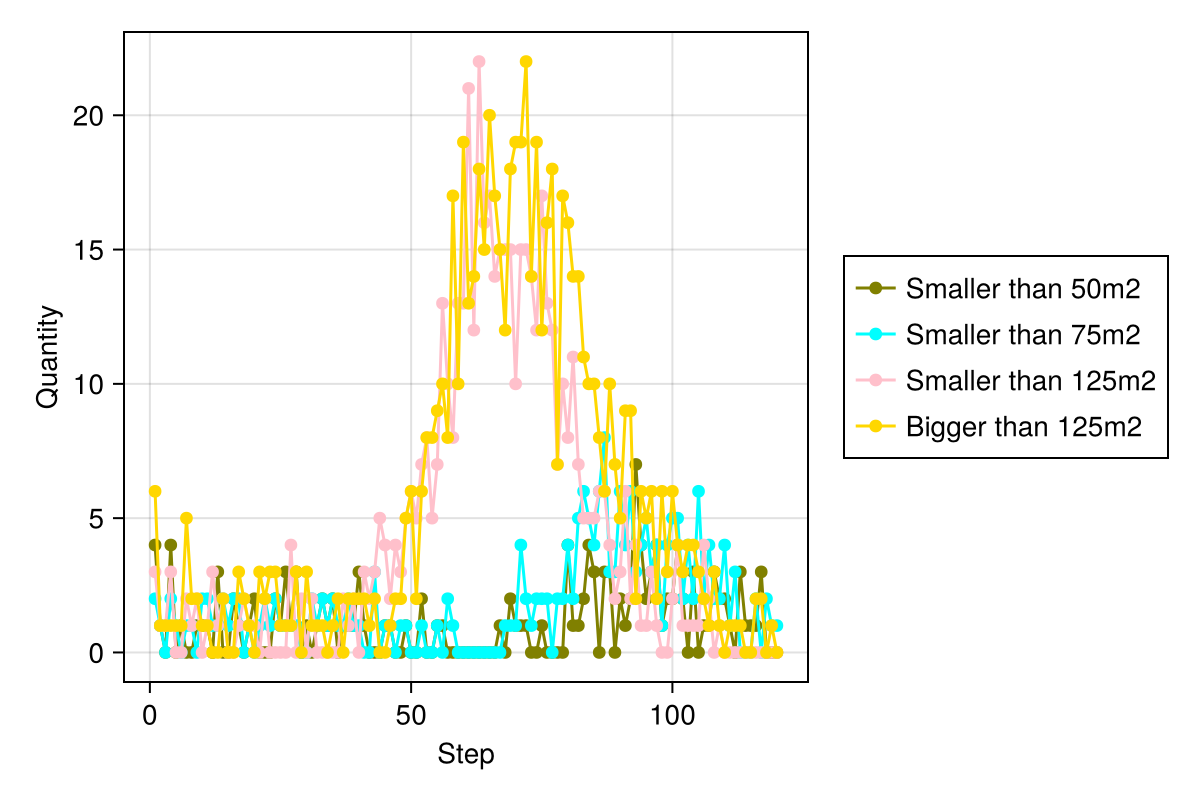 20
15
10
5
0
Quantity
0 50 100
Step
Smaller than 50m2
Smaller than 75m2
Smaller than 125m2
Bigger than 125m2